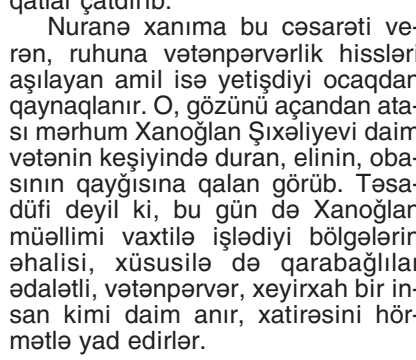 qatlar çatdırıb.
Nuranə xanıma bu cəsarəti ve-
rən, ruhuna vətənpərvərlik hissləri
aşılayan amil isə yetişdiyi ocaqdan
qaynaqlanır. O, gözünü açandan ata-
sı mərhum Xanoğlan Şıxəliyevi daim
vətənin keşiyində duran, elinin, oba-
sının qayğısına qalan görüb. Təsa-
düfi deyil ki, bu gün də Xanoğlan
müəllimi vaxtilə işlədiyi bölgələrin
əhalisi, xüsusilə də qarabağlılar
ədalətli, vətənpərvər, xeyirxah bir in-
san kimi daim anır, xatirəsini hör-
mətlə yad edirlər.